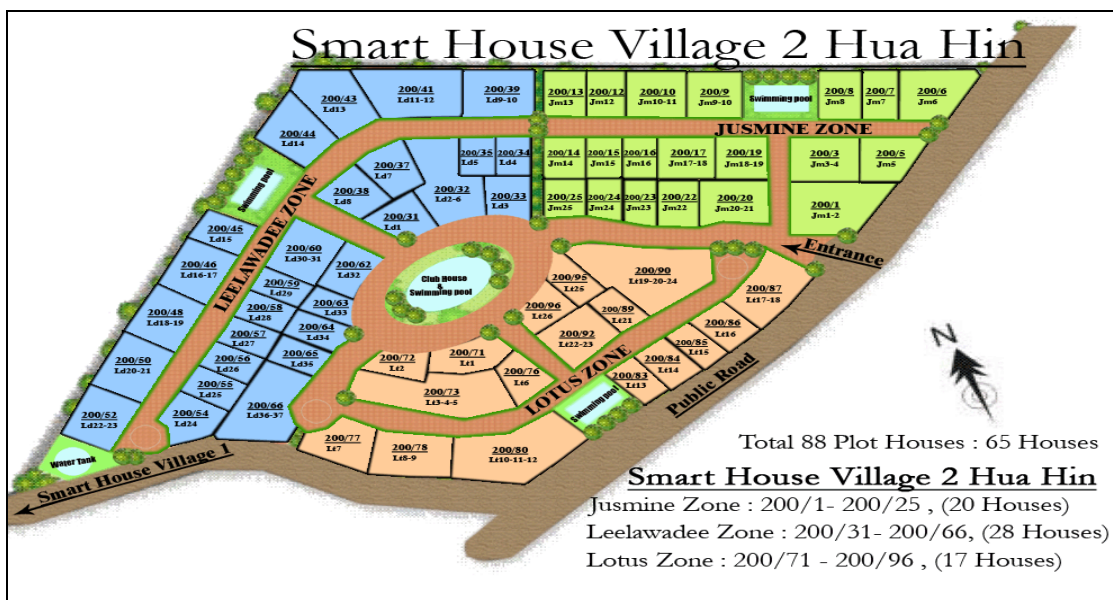 Smart House Village 2 Hua Hin
200/41
Ld11-12
200/39
Ld9-10
200/43
Ld13
200/44
Ld14
200/13
Jm13
200/12
Jm12
200/10
Jm10-11
200/9
Jm9-10
Swimming pool
200/8
Jm8
200/7
Jm7
200/6
Jm6
JUSMINE ZONE
200/14
Jm14
200/15
Jm15
200/16
Jm16
200/17
Jm17-18
200/19
Jm18-19
200/3
Jm3-4
200/5
Jm5
200/25
Jm25
200/24
Jm24
200/23
Jm23
200/22
Jm22
200/20
Jm20-21
200/1
Jm1-2
Entrance
200/37
Ld7
200/35
Ld5
200/34
Ld4
200/38
Ld8
200/32
Ld2-6
200/33
Ld3
200/31
Ld1
Swimming pool
LEELAWADEE ZONE
200/45
Ld15
200/46
Ld16-17
200/48
Ld18-19
200/50
Ld20-21
200/52
Ld22-23
200/60
Ld30-31
200/62
Ld32
200/59
Ld29
200/63
Ld33
200/58
Ld28
200/64
Ld34
200/57
Ld27
200/65
Ld35
200/56
Ld26
200/55
Ld25
200/54
Ld24
200/66
Ld36-37
Club House
&
Swimming pool
200/95
Lt25
200/90
Lt19-20-24
200/96
Lt26
200/89
Lt21
200/92
Lt22-23
200/87
Lt17-18
200/86
Lt16
200/85
Lt15
200/84
Lt14
200/83
Lt13
200/72
Lt2
200/71
Lt1
200/76
Lt6
200/73
Lt3-4-5
LOTUS ZONE
Swimming pool
Public Road
200/77
Lt7
200/78
Lt8-9
200/80
Lt10-11-12
Water Tank
Smart House Village 1
N
Total 88 Plot Houses : 65 Houses
Smart House Village 2 Hua Hin
Jusmine Zone : 200/1- 200/25 , (20 Houses)
Leelawadee Zone : 200/31- 200/66, (28 Houses)
Lotus Zone : 200/71 - 200/96 , (17 Houses)